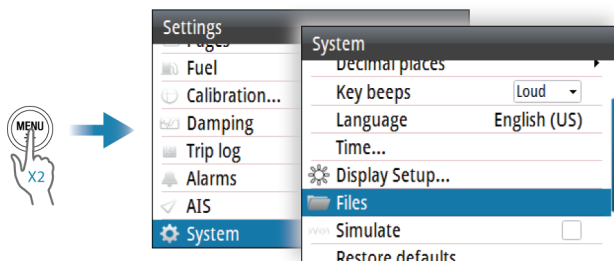 MENU
X2
Settings
Pages
Fuel
Calibration...
Damping
Trip log
Alarms
AIS
System
System
Decimal places
Key beeps Loud
Language English (US)
Time...
Display Setup...
Files
Simulate
Restore defaults